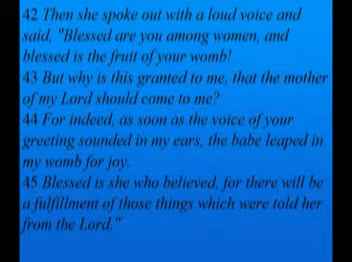 42 Then she spoke out with a loud voice and
said, "Blessed are you among women, and
blessed is the fruit of your womb!
43 But why is this granted to me, that the mother
of my Lord should come to me?
44 For indeed, as soon as the voice of your
greeting sounded in my ears, the babe leaped in
my womb for joy.
45 Blessed is she who believed, for there will be
a fulfillment of those things which were told her
from the Lord."